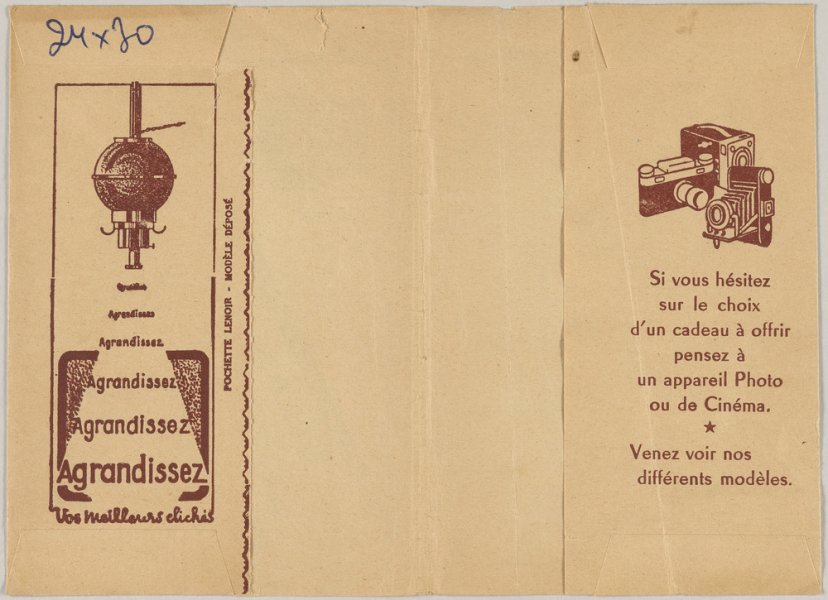 24x30
Agrandissez
Agrandissez
Agrandissez
Agrandissez
Agrandissez
Vos meilleurs clichés
POCHETTE LENOIR - MODÈLE DÉPOSÉ
Si vous hésitez
sur le choix
d'un cadeau à offrir
pensez à
un appareil Photo
ou de Cinéma.
★
Venez voir nos
différents modèles.